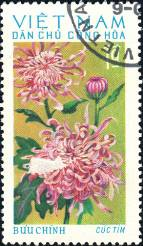 VIỆT NAM
DÂN CHỦ CỘNG HÒA
BƯU CHÍNH
CÚC TÍM